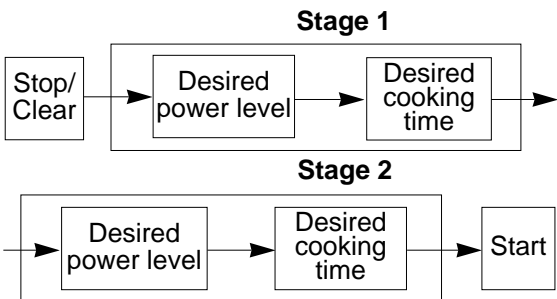 Stage 1
Stop/
Clear
Desired
power level
Desired
cooking
time
Stage 2
Desired
power level
Desired
cooking
time
Start